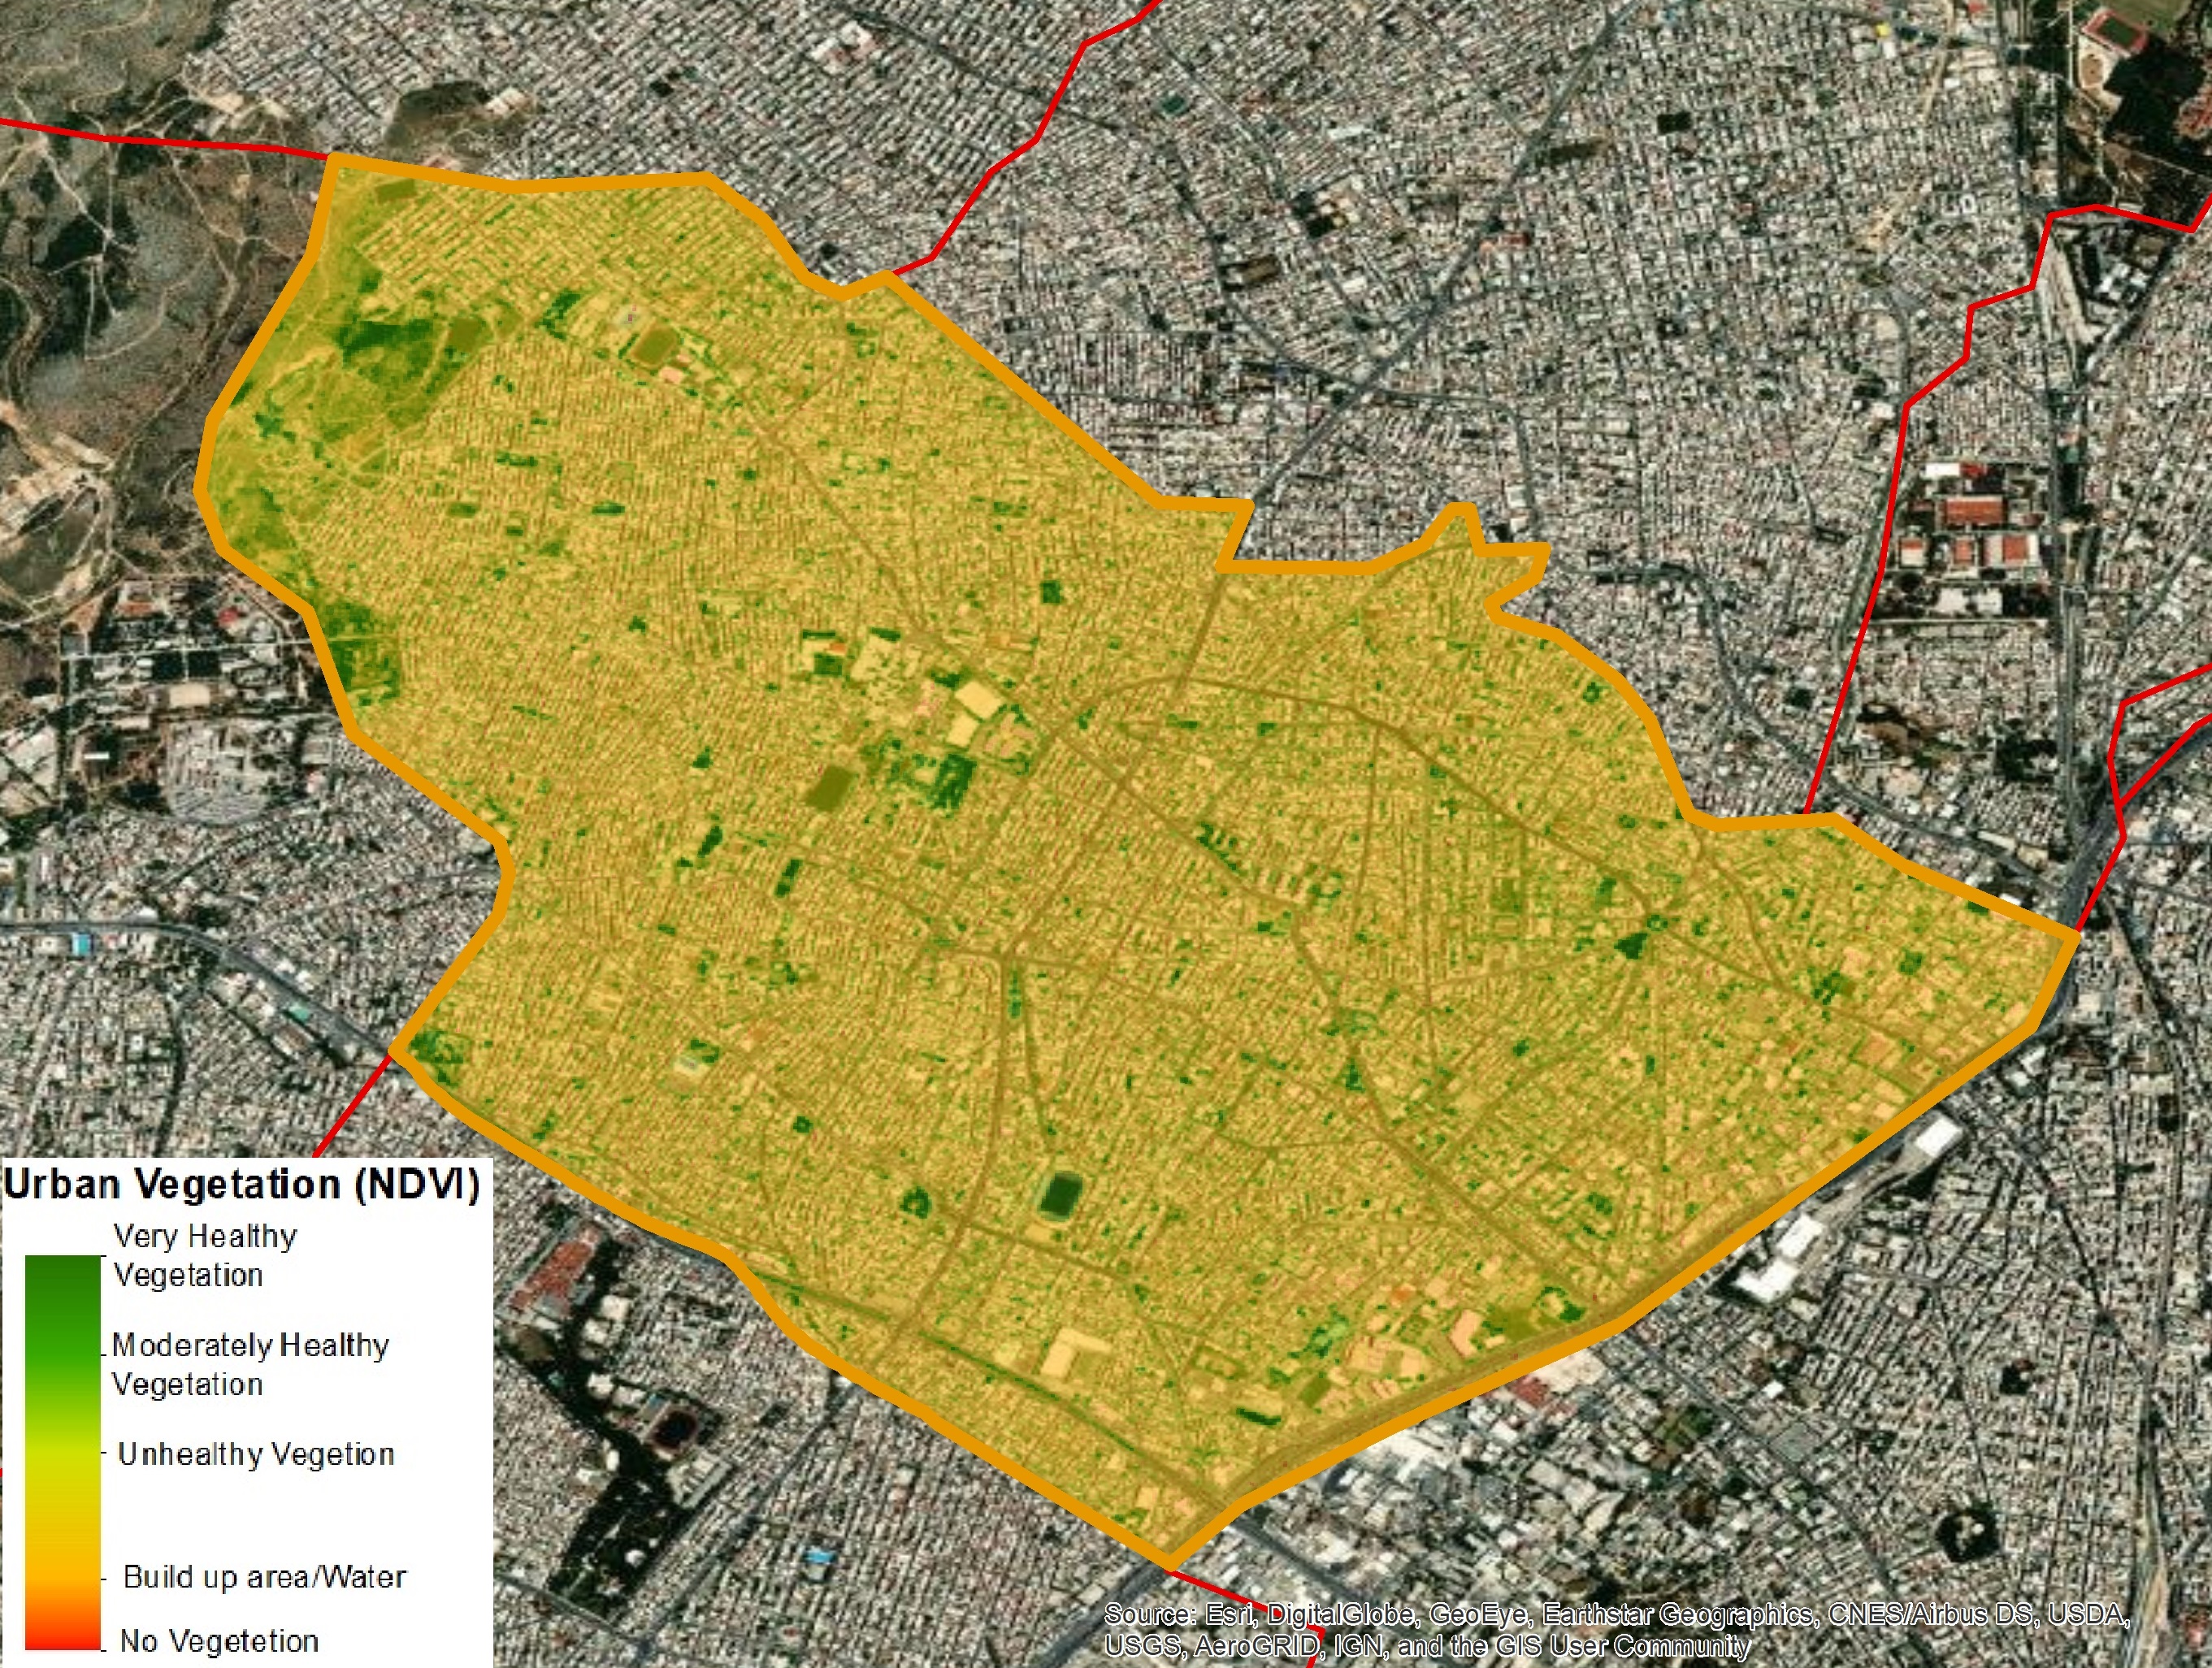 Urban Vegetation (NDVI)
Very Healthy
Vegetation
Moderately Healthy
Vegetation
Unhealthy Vegetion
Build up area/Water
No Vegetetion
Source: Esri, DigitalGlobe, GeoEye, Earthstar Geographics, CNES/Airbus DS, USDA,
USGS, AeroGRID, IGN, and the GIS User Community